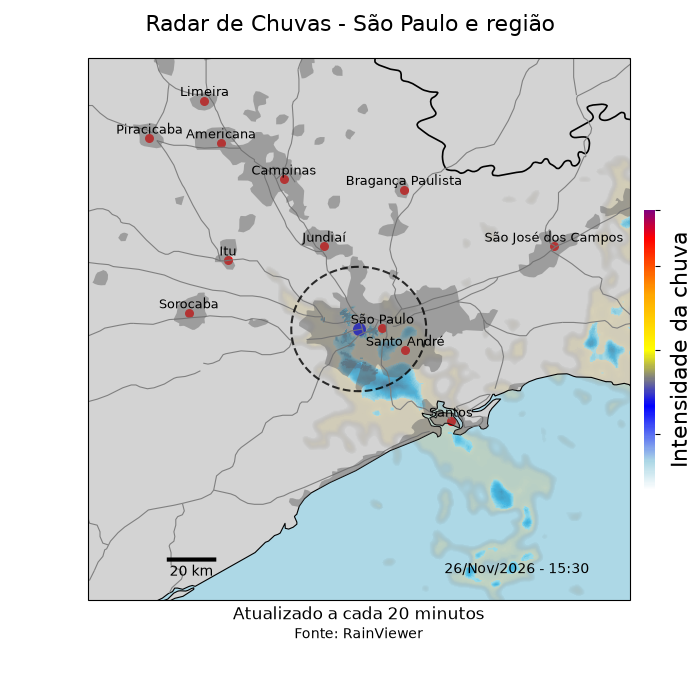 Radar de Chuvas - São Paulo e região
Limeira
Piracicaba
Americana
Campinas
Bragança Paulista
Jundiaí
São José dos Campos
Itu
Sorocaba
São Paulo
Santo André
Santos
Intensidade da chuva
20 km
26/Nov/2026 - 15:30
Atualizado a cada 20 minutos
Fonte: RainViewer